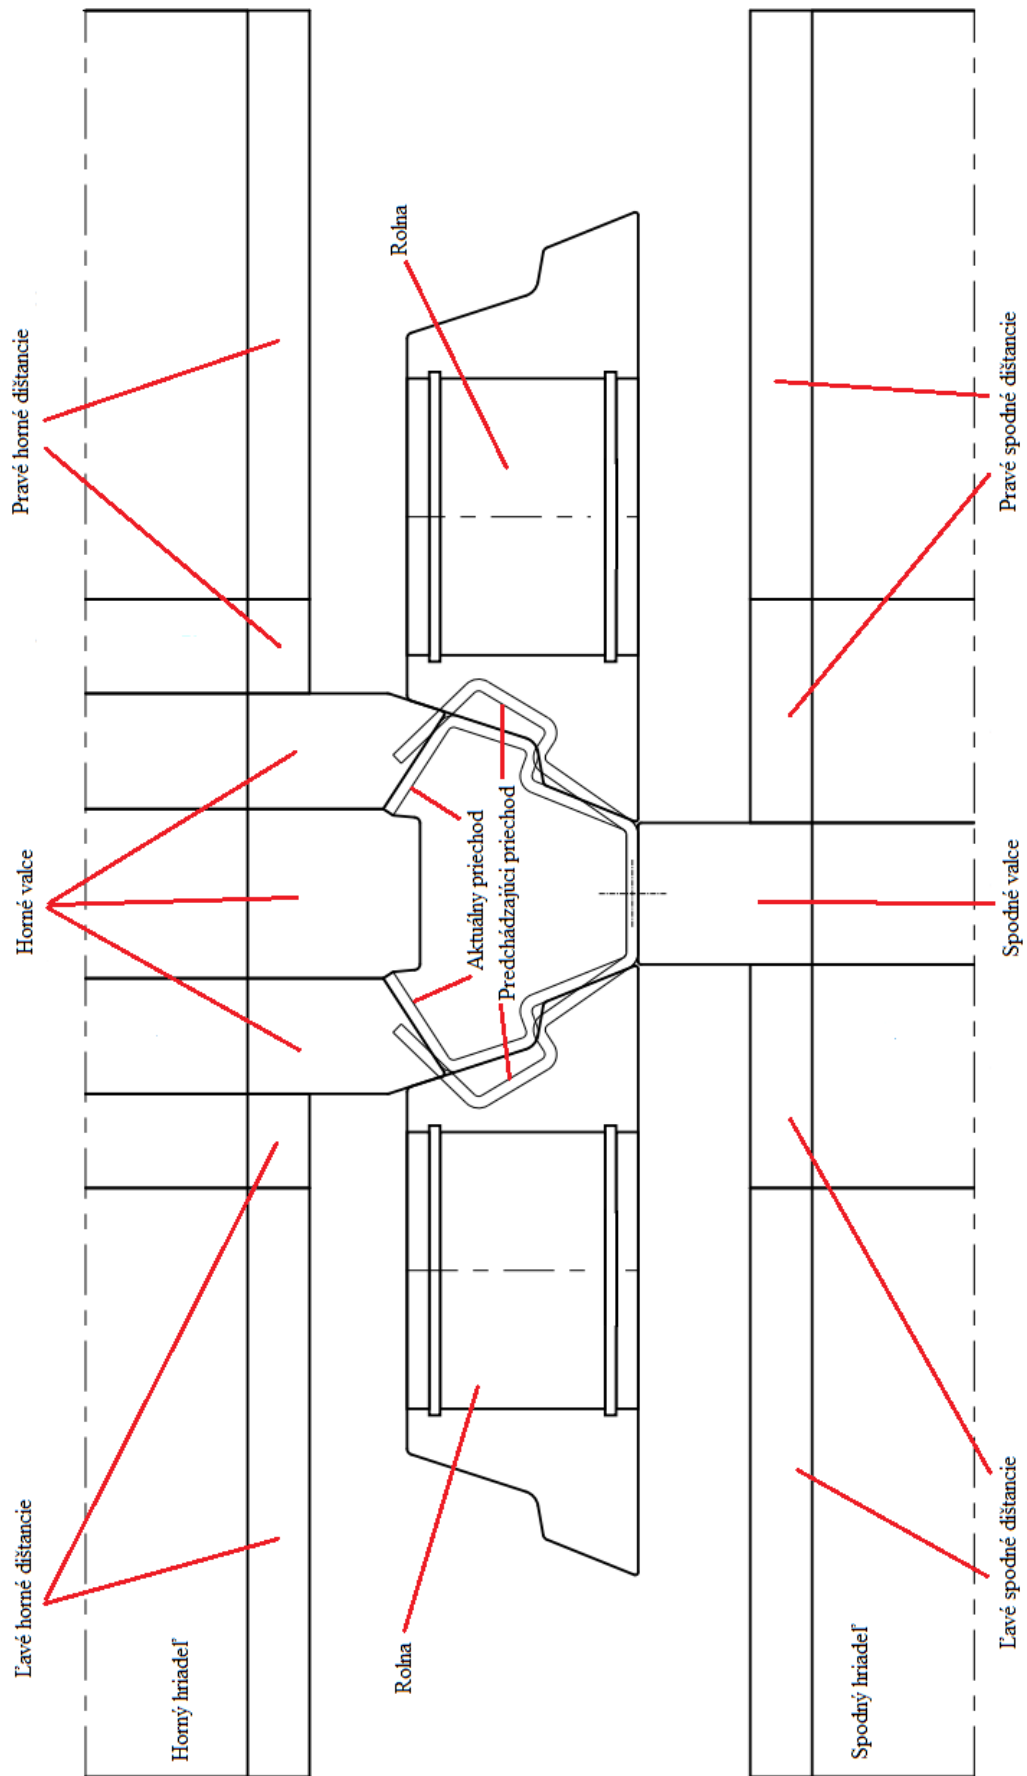 Ľavé horné dištancie
Horné valce
Pravé horné dištancie
Horný hriadeľ
Rolna
Rolna
Aktuálny priechod
Predchádzajúci priechod
Spodný hriadeľ
Ľavé spodné dištancie
Spodné valce
Pravé spodné dištancie